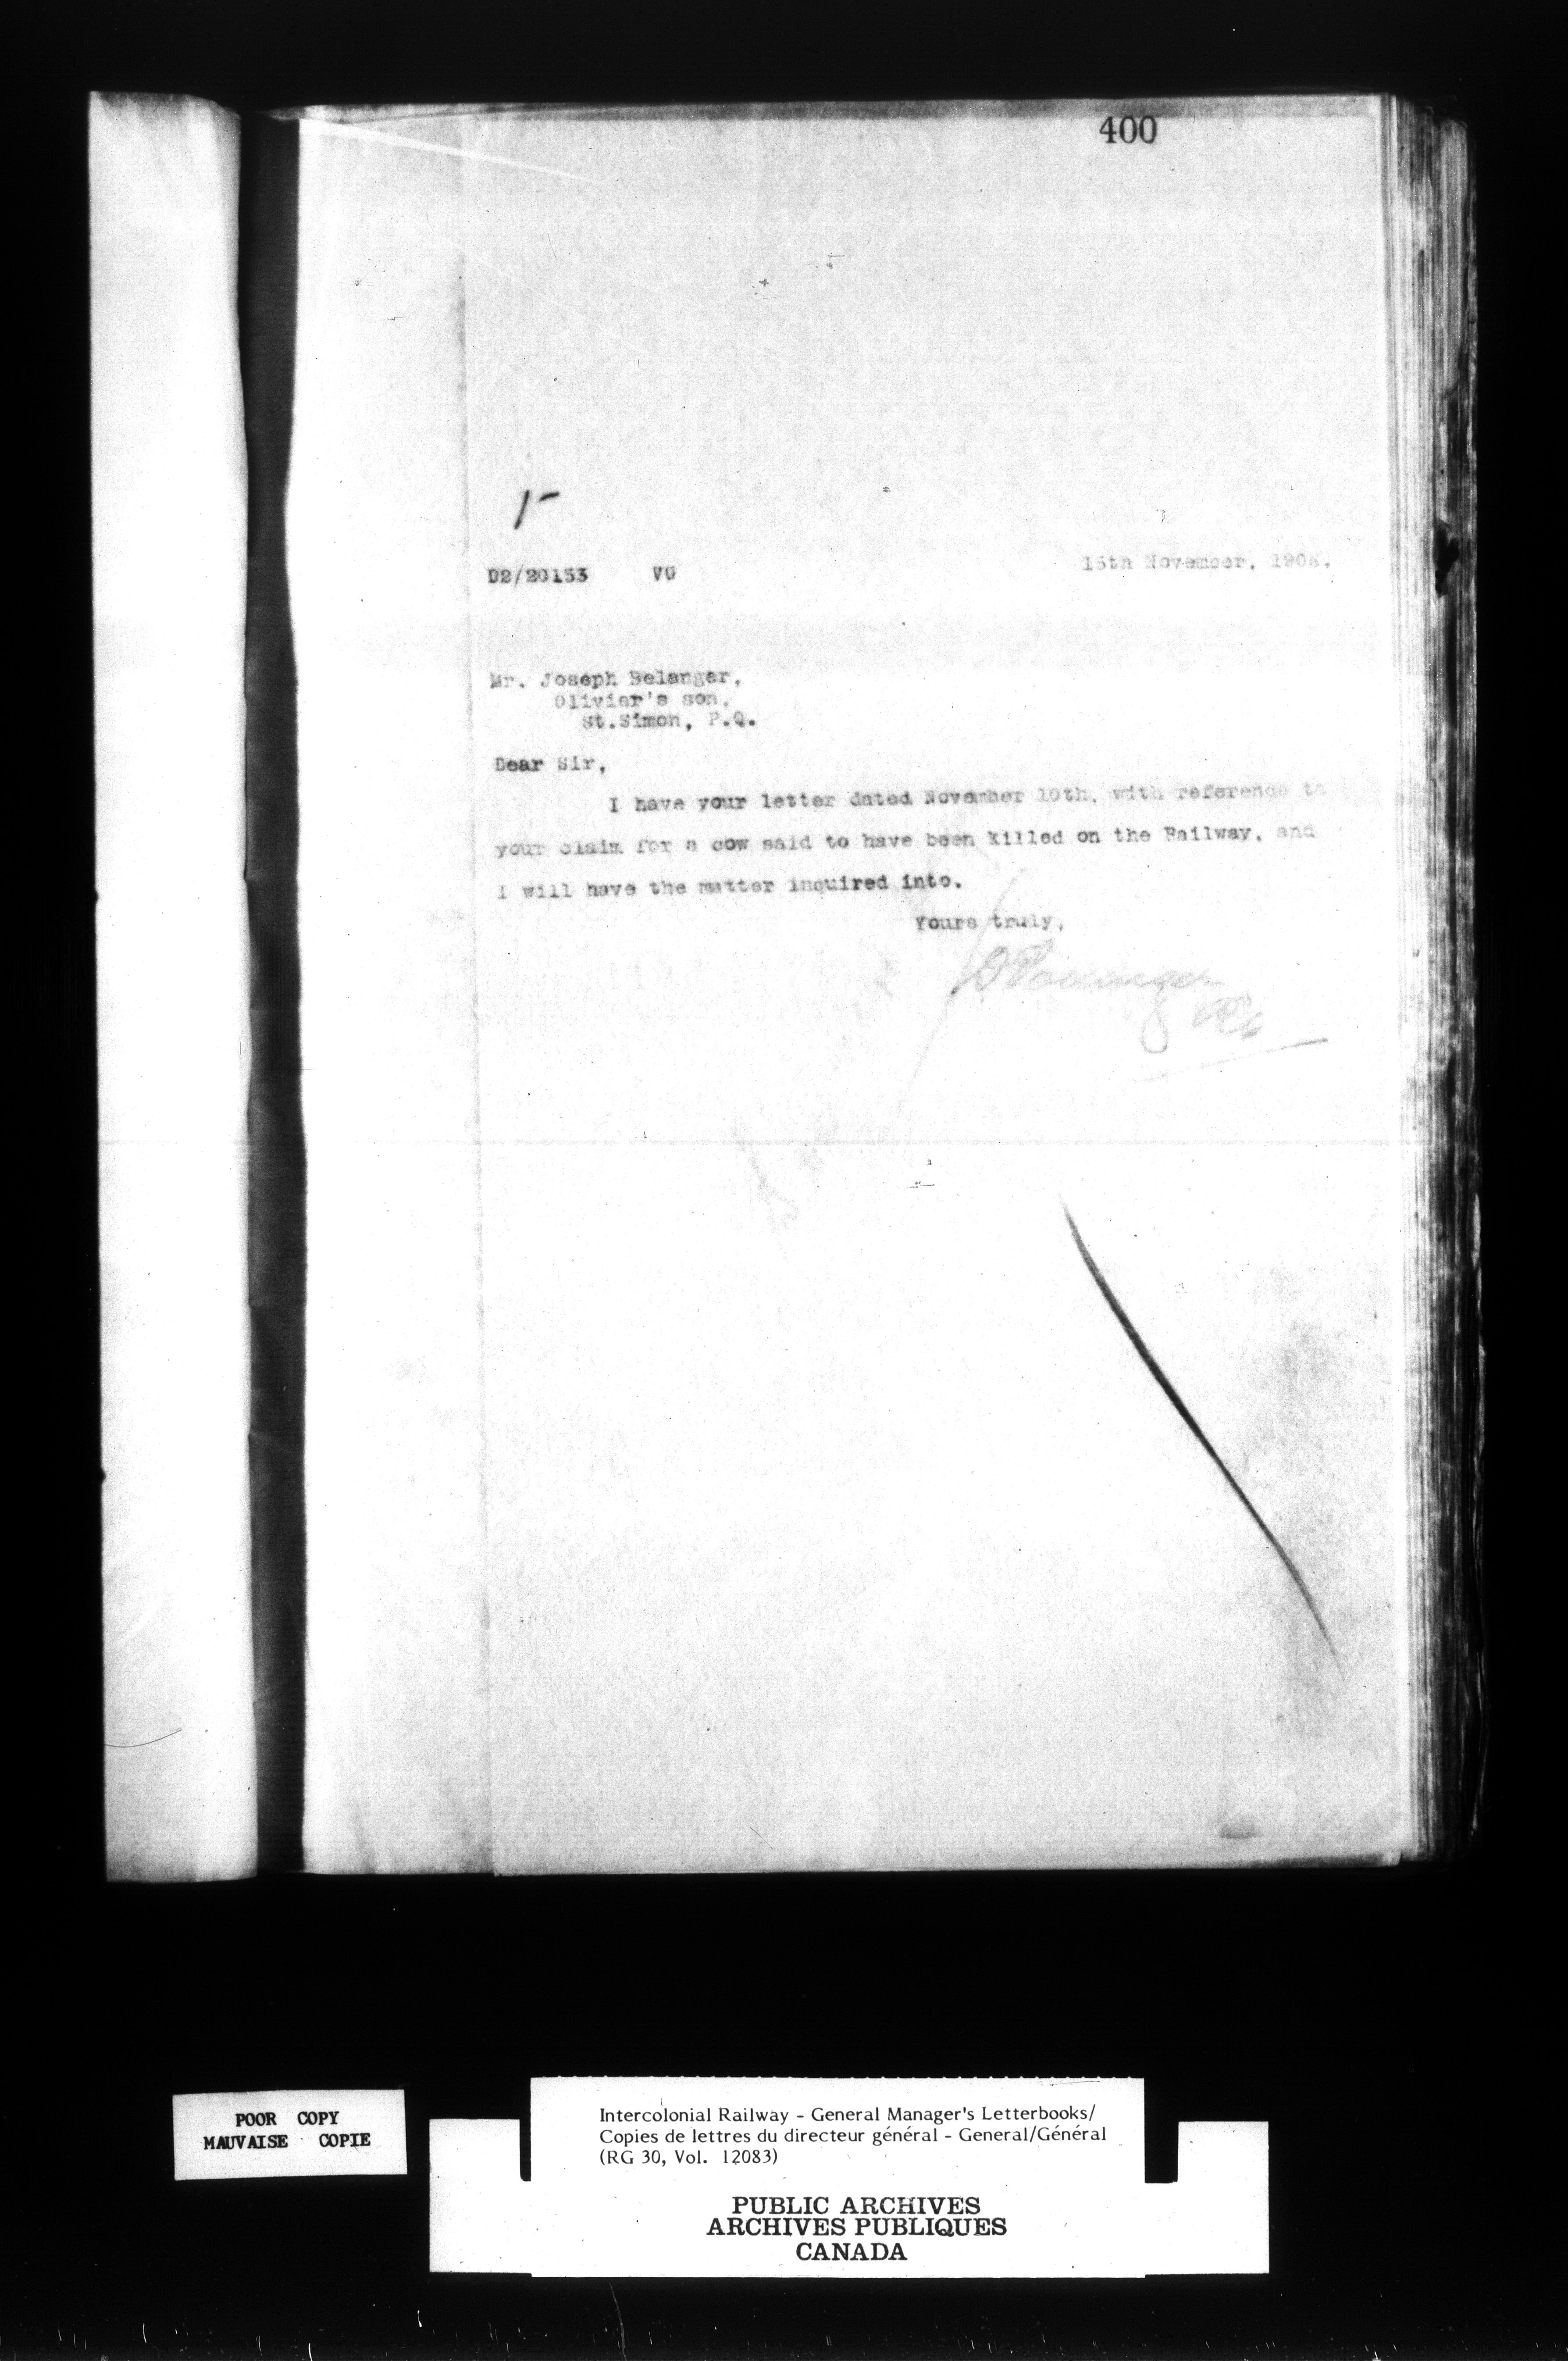 400
D2/20153 VG
15th November,
Mr. Joseph Belanger,
Olivier's son,
St.Simon, P.Q.
Dear Sir,
I have your letter dated November 10th, with reference to
your claim for a cow said to have been killed on the Railway, and
I will have the matter inquired into.
Yours truly,
D Pottinger
POOR COPY
MAUVAISE COPIE
Intercolonial Railway - General Manager's Letterbooks/
Copies de lettres du directeur général - General/Général
(RG 30, Vol. 12083)
PUBLIC ARCHIVES
ARCHIVES PUBLIQUES
CANADA